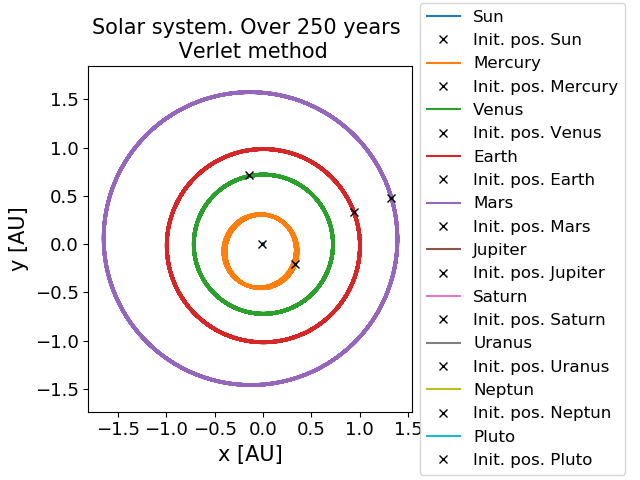 Solar system. Over 250 years
Verlet method
y [AU]
1.5
1.0
0.5
0.0
−0.5
−1.0
−1.5
−1.5 −1.0 −0.5 0.0 0.5 1.0 1.5
x [AU]
Sun
Init. pos. Sun
Mercury
Init. pos. Mercury
Venus
Init. pos. Venus
Earth
Init. pos. Earth
Mars
Init. pos. Mars
Jupiter
Init. pos. Jupiter
Saturn
Init. pos. Saturn
Uranus
Init. pos. Uranus
Neptun
Init. pos. Neptun
Pluto
Init. pos. Pluto